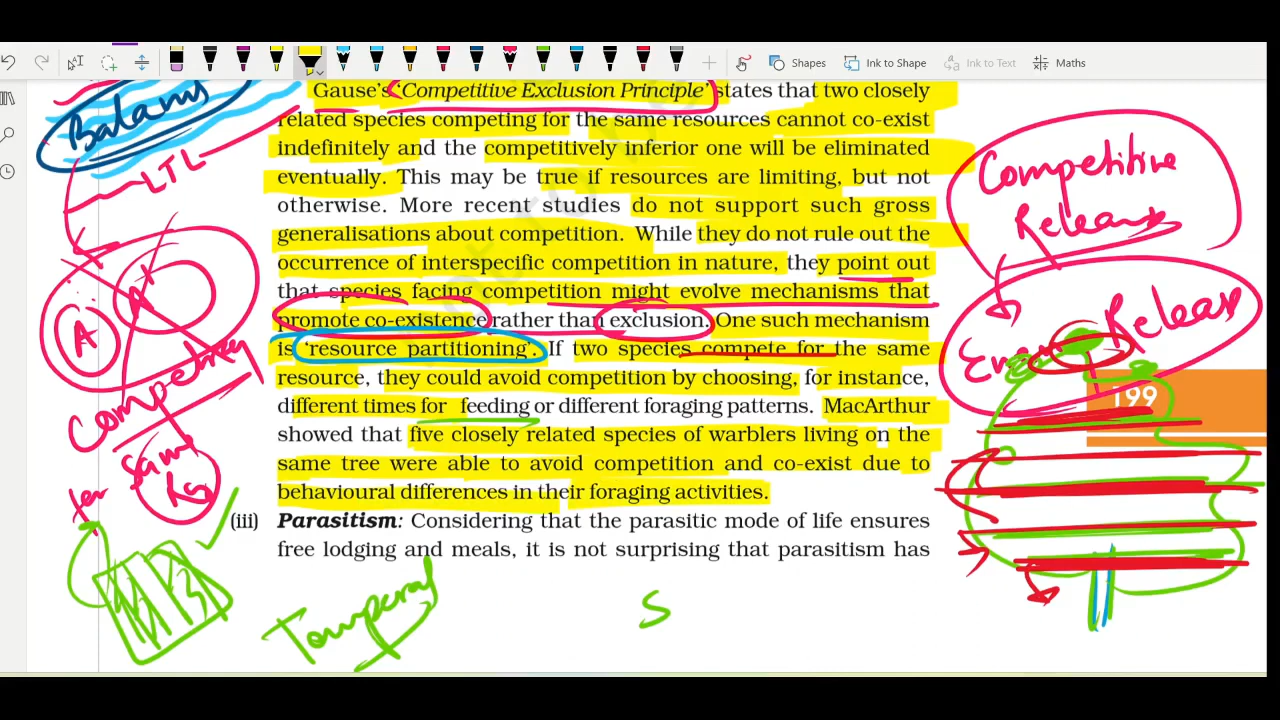 Shapes Ink to Shape Ink to Text Maths
Gause's 'Competitive Exclusion Principle' states that two closely
related species competing for the same resources cannot co-exist
indefinitely and the competitively inferior one will be eliminated
eventually. This may be true if resources are limiting, but not
otherwise. More recent studies do not support such gross
generalisations about competition. While they do not rule out the
occurrence of interspecific competition in nature, they point out
that species facing competition might evolve mechanisms that
promote co-existence rather than exclusion. One such mechanism
is 'resource partitioning'. If two species compete for the same
resource, they could avoid competition by choosing, for instance,
different times for feeding or different foraging patterns. MacArthur
showed that five closely related species of warblers living on the
same tree were able to avoid competition and co-exist due to
behavioural differences in their foraging activities.
(iii) Parasitism: Considering that the parasitic mode of life ensures
free lodging and meals, it is not surprising that parasitism has
199
Balanus
LTL
A
for
Competitive
Release
Release
S